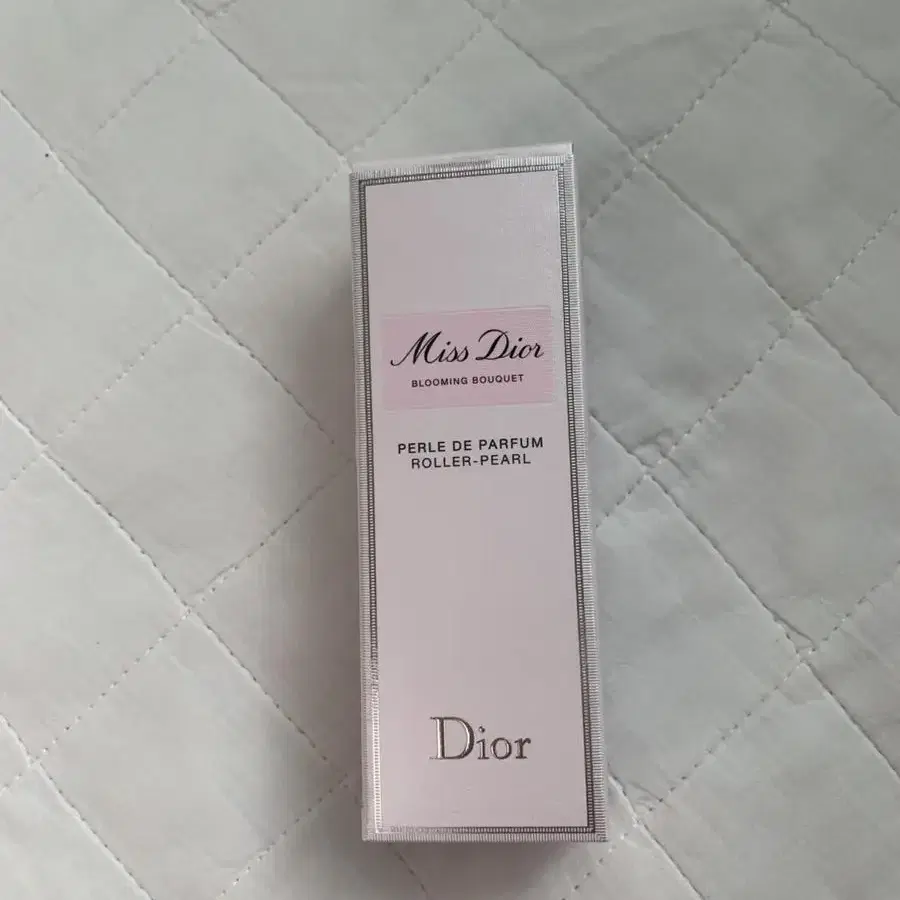 Miss Dior
BLOOMING BOUQUET
PERLE DE PARFUM
ROLLER-PEARL
Dior